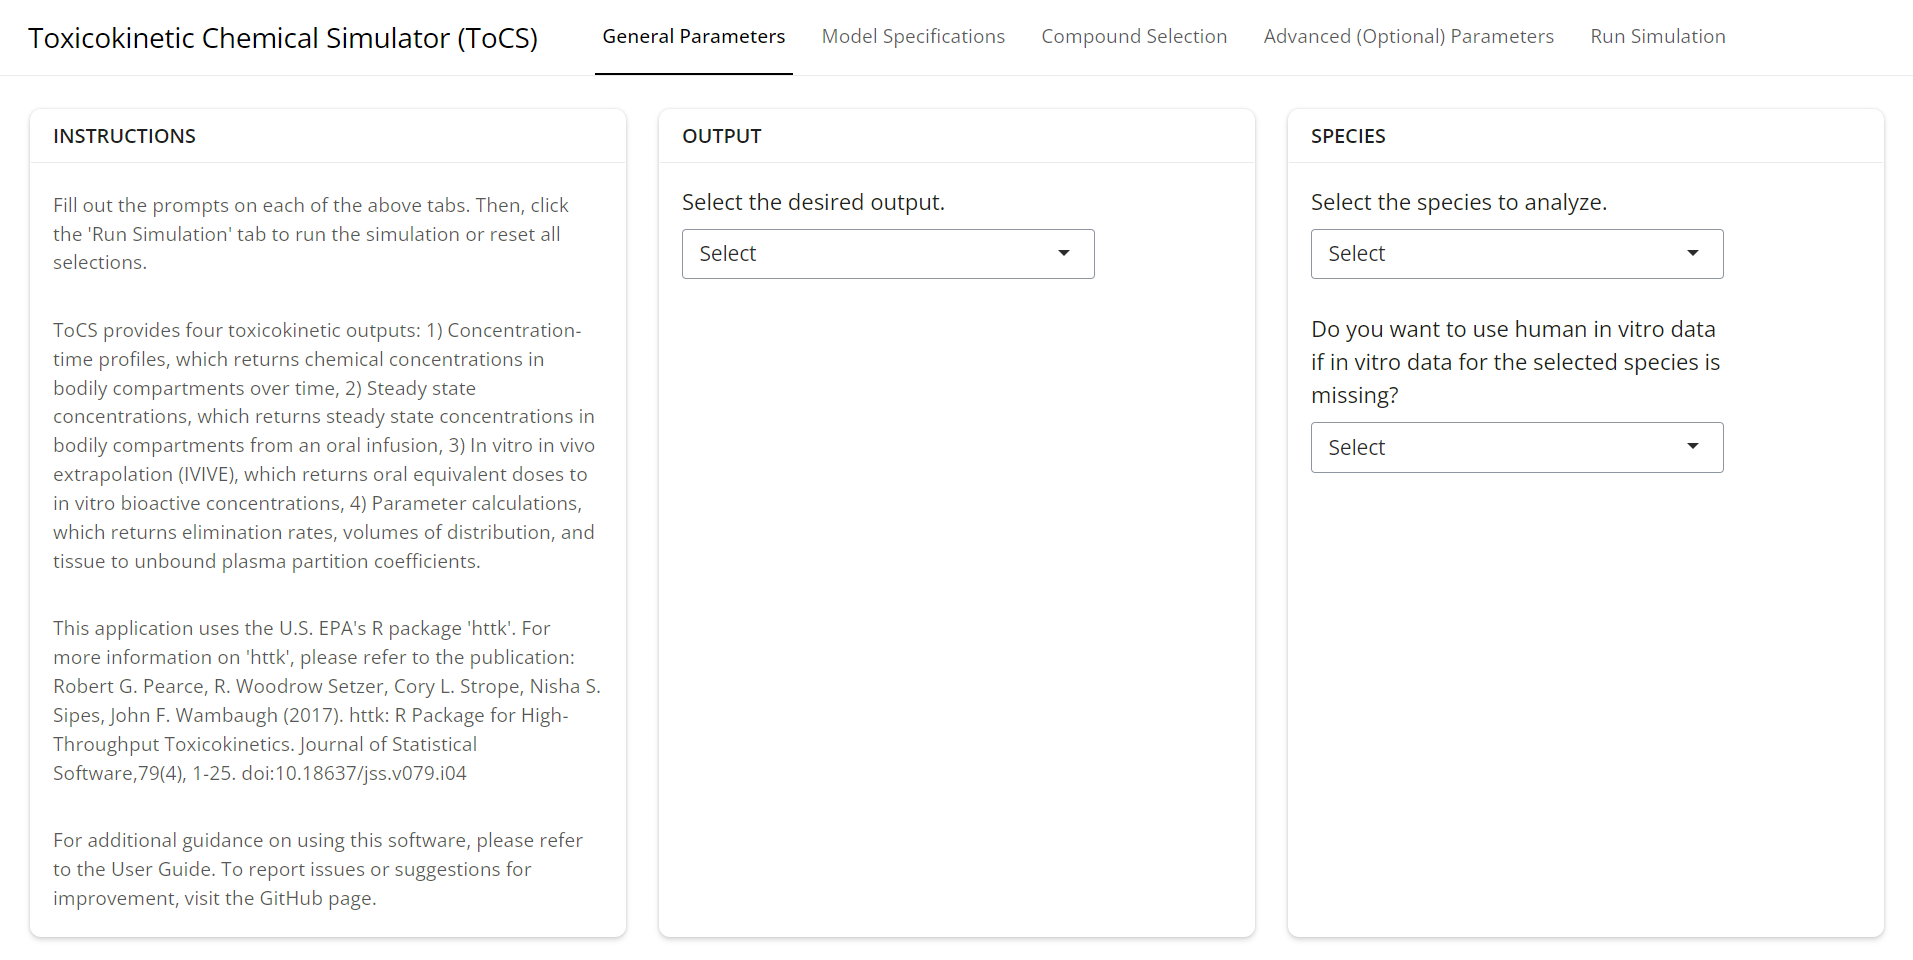 Toxicokinetic Chemical Simulator (ToCS)
General Parameters
Model Specifications
Compound Selection
Advanced (Optional) Parameters
Run Simulation
INSTRUCTIONS
Fill out the prompts on each of the above tabs. Then, click
the 'Run Simulation' tab to run the simulation or reset all
selections.
ToCS provides four toxicokinetic outputs: 1) Concentration-
time profiles, which returns chemical concentrations in
bodily compartments over time, 2) Steady state
concentrations, which returns steady state concentrations in
bodily compartments from an oral infusion, 3) In vitro in vivo
extrapolation (IVIVE), which returns oral equivalent doses to
in vitro bioactive concentrations, 4) Parameter calculations,
which returns elimination rates, volumes of distribution, and
tissue to unbound plasma partition coefficients.
This application uses the U.S. EPA's R package 'httk'. For
more information on 'httk', please refer to the publication:
Robert G. Pearce, R. Woodrow Setzer, Cory L. Strope, Nisha S.
Sipes, John F. Wambaugh (2017). httk: R Package for High-
Throughput Toxicokinetics. Journal of Statistical
Software,79(4), 1-25. doi:10.18637/jss.v079.i04
For additional guidance on using this software, please refer
to the User Guide. To report issues or suggestions for
improvement, visit the GitHub page.
OUTPUT
Select the desired output.
Select
SPECIES
Select the species to analyze.
Select
Do you want to use human in vitro data
if in vitro data for the selected species is
missing?
Select